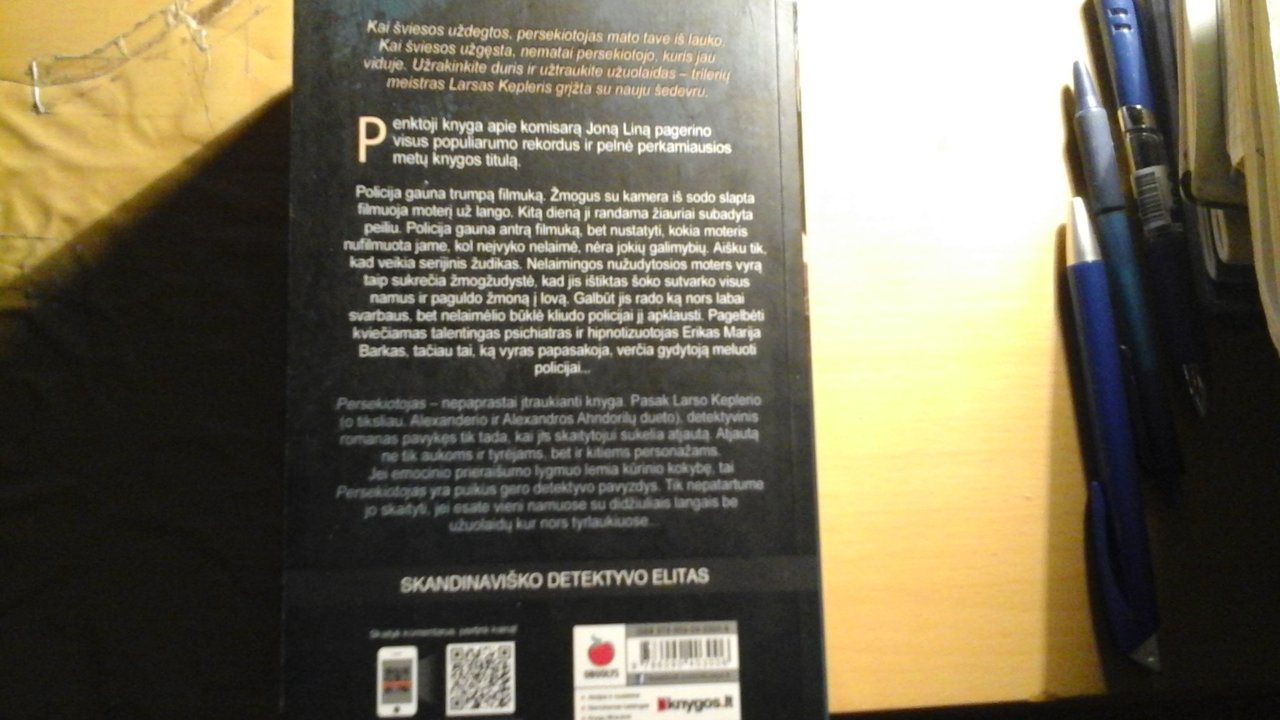 Kai šviesos uždegtos, persekiotojas mato tave iš lauko.
Kai šviesos užgęsta, nematai persekiotojo, kuris jau
viduje. Užrakinkite duris ir užtraukite užuolaidas – trilerių
meistras Larsas Kepleris grįžta su nauju šedevru.
Penktoji knyga apie komisarą Joną Liną pagerino
visus populiarumo rekordus ir pelnė perkamiausios
metų knygos titulą.
Policija gauna trumpą filmuką. Žmogus su kamera iš sodo slapta
filmuoja moterį už lango. Kitą dieną ji randama žiauriai subadyta
peiliu. Policija gauna antrą filmuką, bet nustatyti, kokia moteris
nufilmuota jame, kol neįvyko nelaimė, nėra jokių galimybių. Aišku tik,
kad veikia serijinis žudikas. Nelaimingos nužudytosios moters vyrą
taip sukrečia žmogžudystė, kad jis ištiktas šoko sutvarko visus
namus ir paguldo žmoną į lovą. Galbūt jis rado ką nors labai
svarbaus, bet nelaimėlio būklė kliudo policijai jį apklausti. Pagelbėti
kviečiamas talentingas psichiatras ir hipnotizuotojas Erikas Marija
Barkas, tačiau tai, ką vyras papasakoja, verčia gydytoją meluoti
policijai...
Persekiotojas – nepaprastai įtraukianti knyga. Pasak Larso Keplerio
(o tiksliau, Alexanderio ir Alexandros Ahndorilų dueto), detektyvinis
romanas pavykęs tik tada, kai jis skaitytojui sukelia atjautą. Atjautą
ne tik aukoms ir tyrėjams, bet ir kitiems personažams.
Jei emocinio prieraišumo lygmuo lemia kūrinio kokybę, tai
Persekiotojas yra puikus gero detektyvo pavyzdys. Tik nepatartume
jo skaityti, jei esate vieni namuose su didžiuliais langais be
užuolaidų kur nors tyrlaukiuose...
SKANDINAVIŠKO DETEKTYVO ELITAS
OBUOLYS
knygos.lt